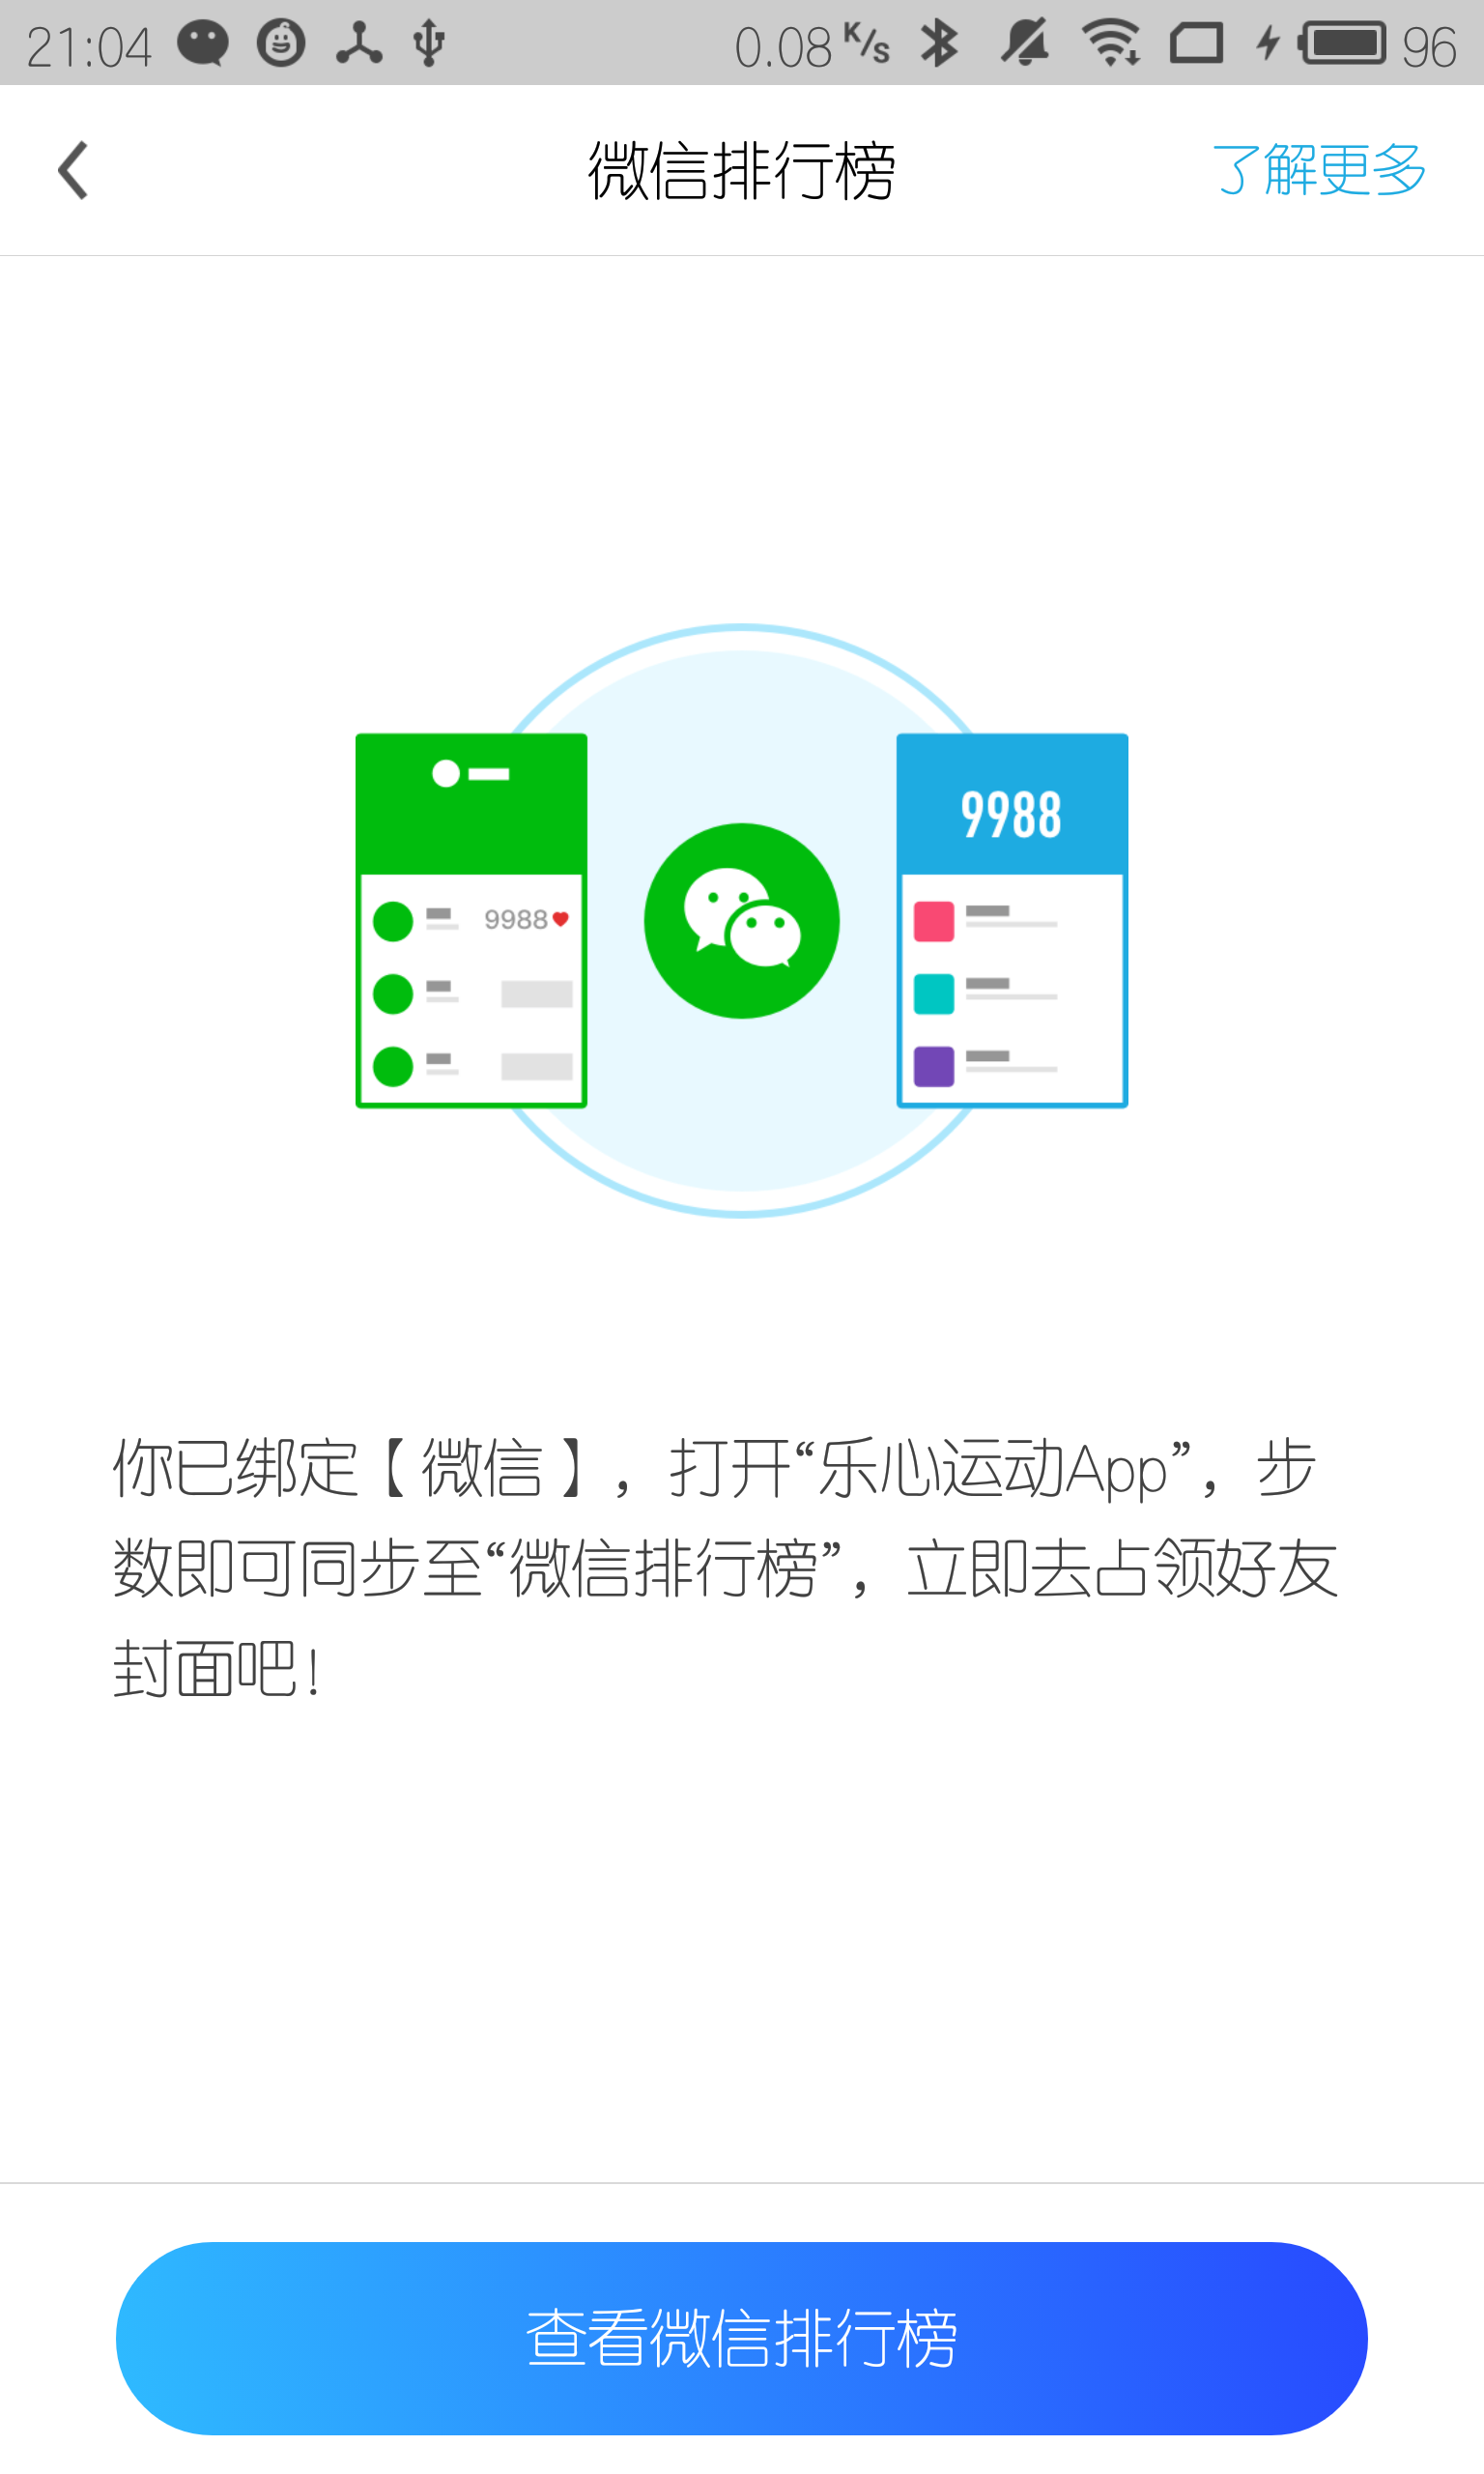 21:04 0.08 K/s 96
微信排行榜 了解更多
9988
9988
你已绑定【微信】，打开“乐心运动App”，步
数即可同步至“微信排行榜”，立即去占领好友
封面吧！
查看微信排行榜